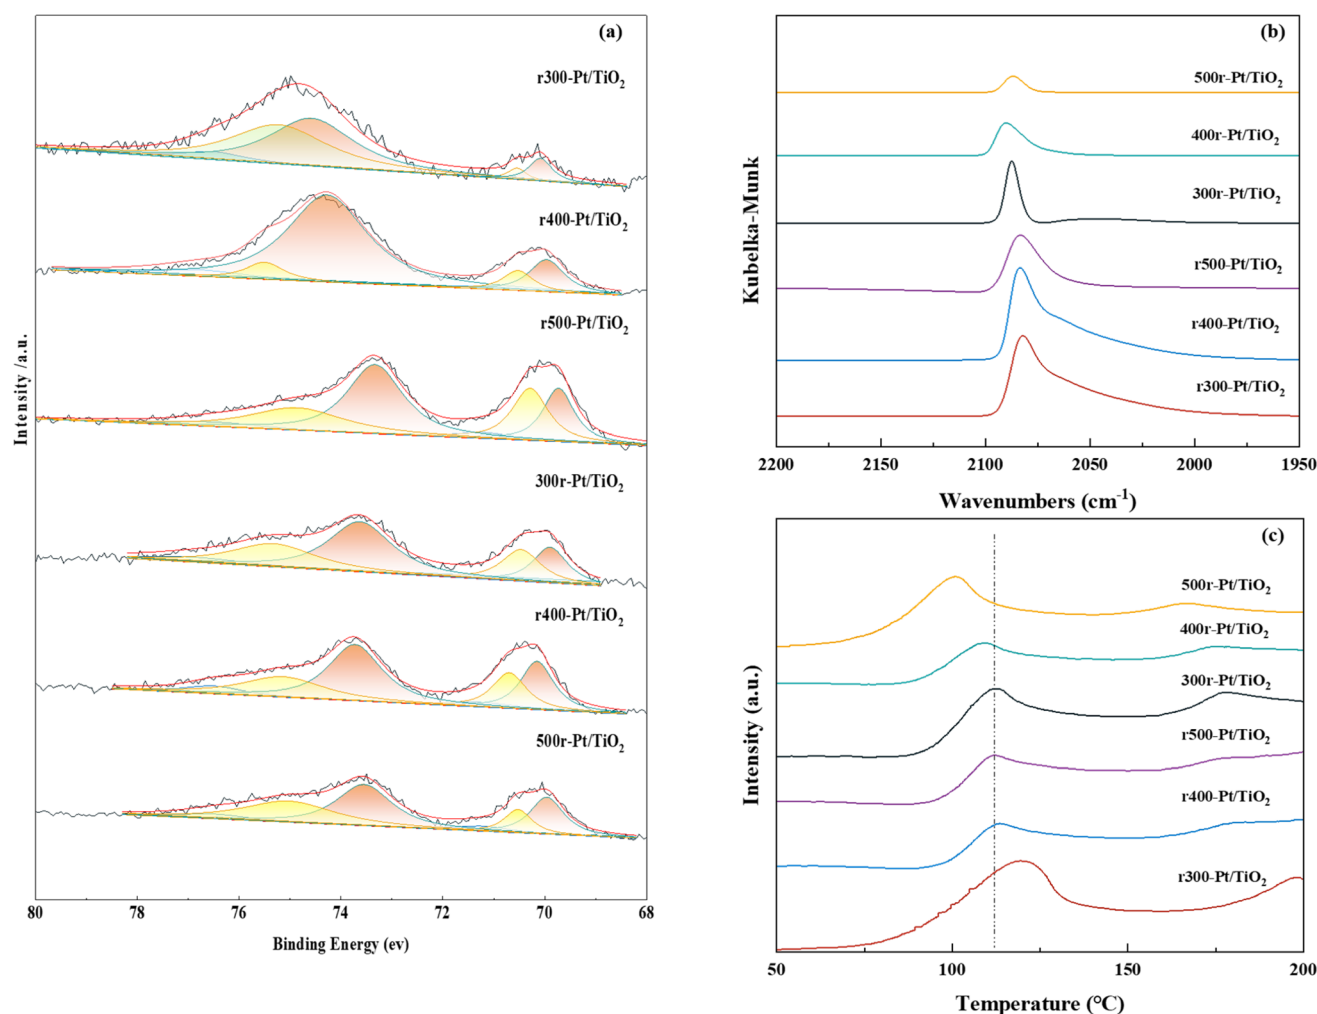 (a)
r300-Pt/TiO₂
r400-Pt/TiO₂
r500-Pt/TiO₂
300r-Pt/TiO₂
r400-Pt/TiO₂
500r-Pt/TiO₂
Intensity /a.u.
80 78 76 74 72 70 68
Binding Energy (ev)
(b)
500r-Pt/TiO₂
400r-Pt/TiO₂
300r-Pt/TiO₂
r500-Pt/TiO₂
r400-Pt/TiO₂
r300-Pt/TiO₂
Kubelka-Munk
2200 2150 2100 2050 2000 1950
Wavenumbers (cm⁻¹)
(c)
500r-Pt/TiO₂
400r-Pt/TiO₂
300r-Pt/TiO₂
r500-Pt/TiO₂
r400-Pt/TiO₂
r300-Pt/TiO₂
Intensity (a.u.)
50 100 150 200
Temperature (°C)